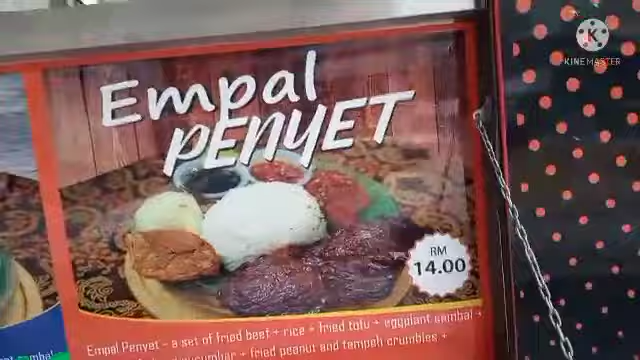 KINEMASTER
Empal
PENYET
RM
14.00
Empal Penyet - a set of fried beef + rice + fried tofu + eggplant sambal +
+ fried peanut and tempeh crumbles +